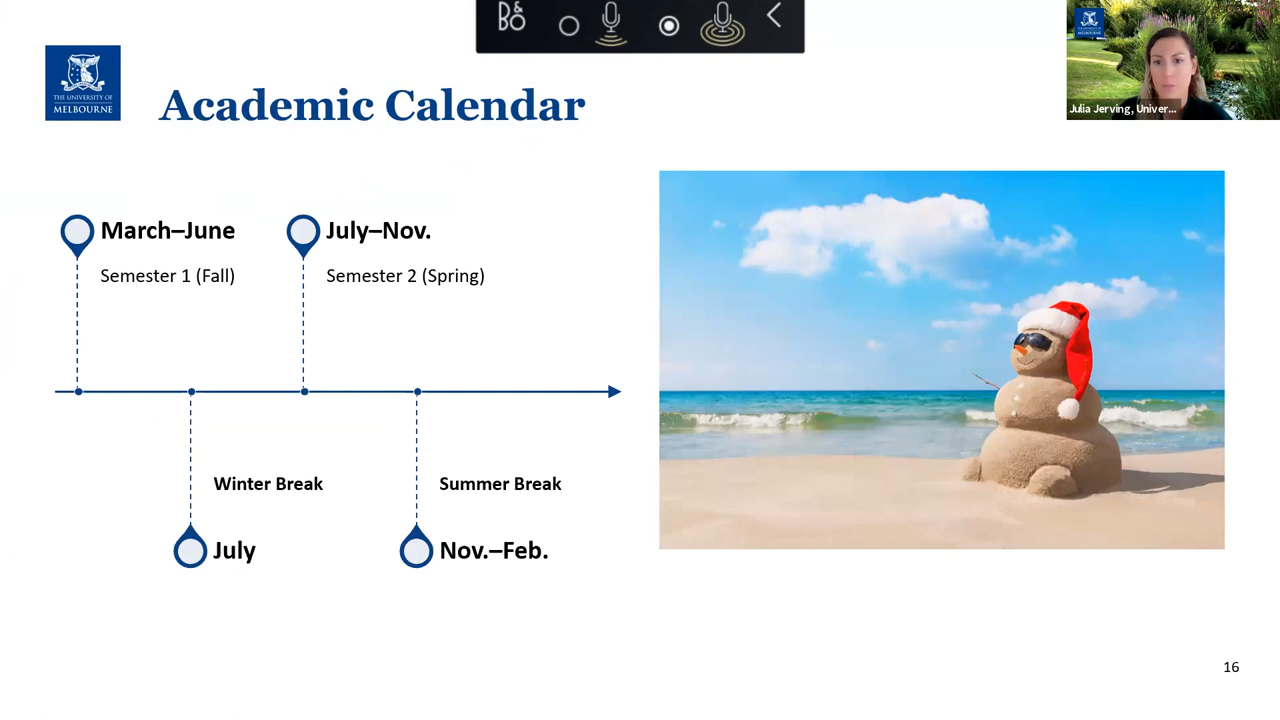 B&O
THE UNIVERSITY OF
MELBOURNE
Academic Calendar
MELBOURNE
Julia Jerving, Univer...
March–June
Semester 1 (Fall)
July–Nov.
Semester 2 (Spring)
Winter Break
July
Summer Break
Nov.–Feb.
16